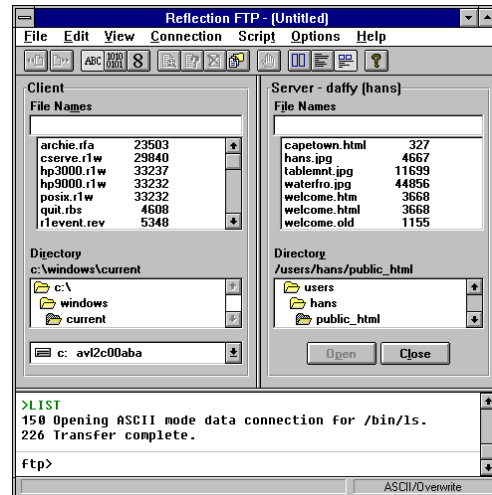 Reflection FTP - (Untitled)
File Edit View Connection Script Options Help
ABC 1010 0101 8 ?
Client
File Names
archie.rfa 23503
cserve.r1w 29840
hp3000.r1w 33237
hp9000.r1w 33232
posix.r1w 33232
quit.rbs 4608
r1event.rev 5348
Directory
c:\windows\current
c:\
windows
current
c: avl2c00aba
Server - daffy (hans)
File Names
capetown.html 327
hans.jpg 4667
tablemnt.jpg 11699
waterfro.jpg 44856
welcome.htm 3668
welcome.html 3668
welcome.old 1155
Directory
/users/hans/public_html
users
hans
public_html
Open Close
>LIST
150 Opening ASCII mode data connection for /bin/ls.
226 Transfer complete.
ftp>
ASCII/Overwrite